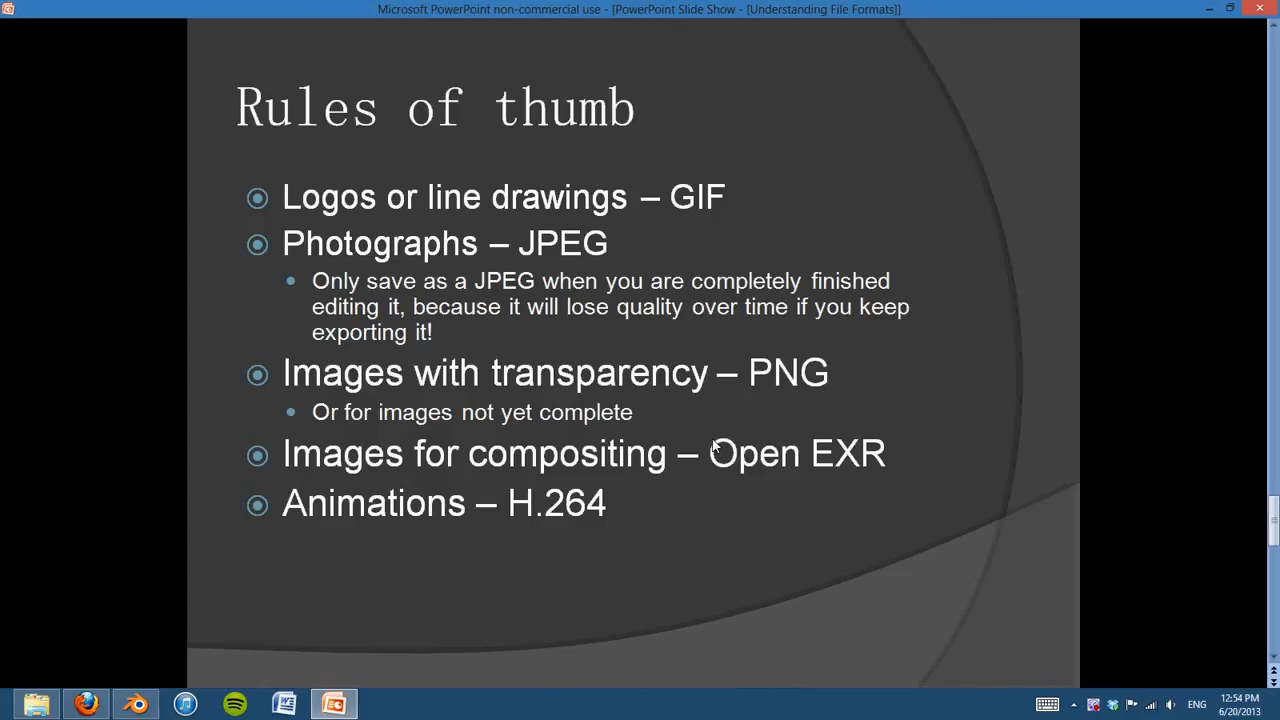 Microsoft PowerPoint non-commercial use - [PowerPoint Slide Show - [Understanding File Formats]]
Rules of thumb
Logos or line drawings – GIF
Photographs – JPEG
Only save as a JPEG when you are completely finished
editing it, because it will lose quality over time if you keep
exporting it!
Images with transparency – PNG
Or for images not yet complete
Images for compositing – Open EXR
Animations – H.264
12:54 PM
ENG
6/20/2013